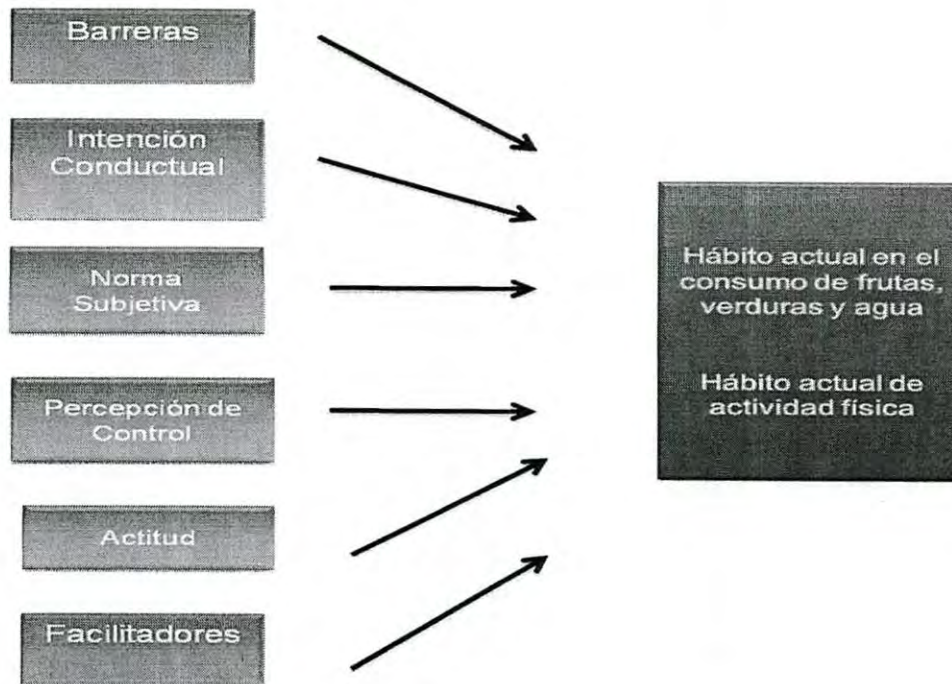 Barreras
Intención
Conductual
Norma
Subjetiva
Percepción de
Control
Actitud
Facilitadores
Hábito actual en el
consumo de frutas,
verduras y agua
Hábito actual de
actividad física